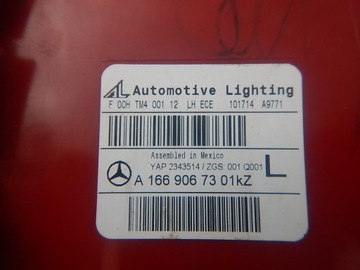 AL Automotive Lighting
F 00H TM4 001 12 LH ECE 101714 A9771
Assembled in Mexico
YAP 2343514 / ZGS: 001 Q001 L
A 166 906 73 01kZ